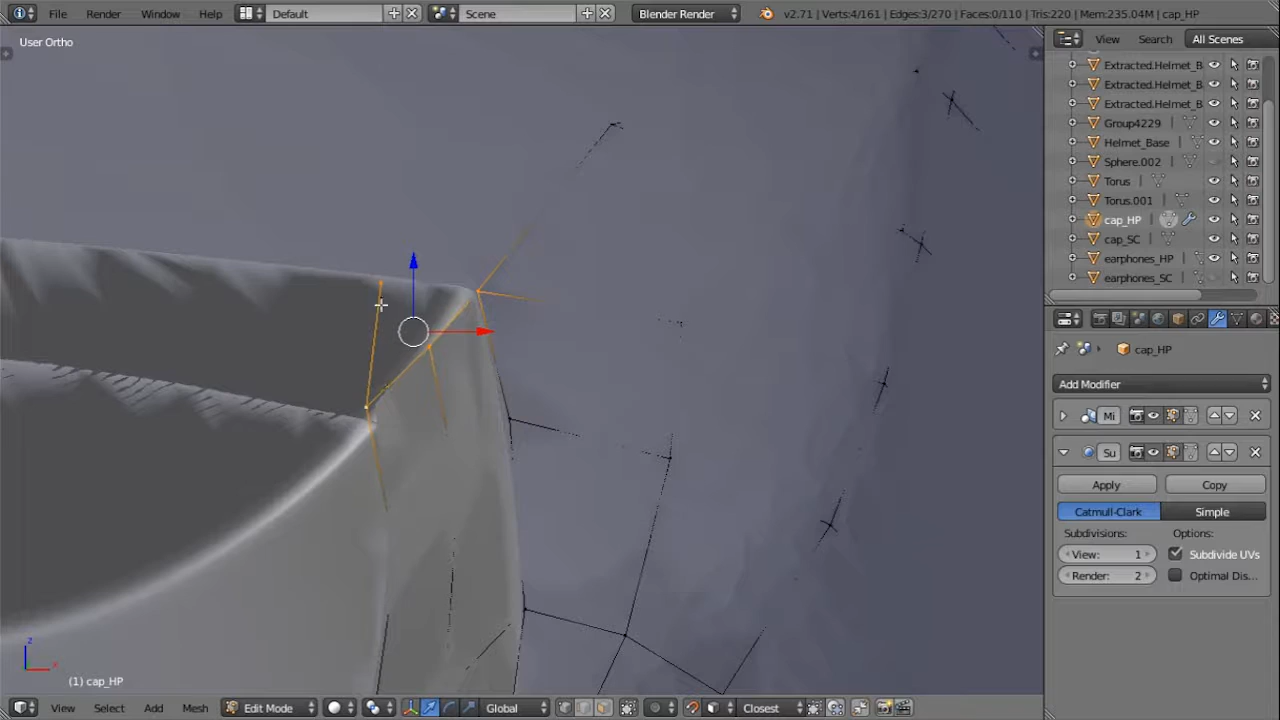 File Render Window Help Default Scene Blender Render v2.71 | Verts:4/161 | Edges:3/270 | Faces:0/110 | Tris:220 | Mem:235.04M | cap_HP
User Ortho
View Search All Scenes
Extracted.Helmet_B
Extracted.Helmet_B
Extracted.Helmet_B
Group4229
Helmet_Base
Sphere.002
Torus
Torus.001
cap_HP
cap_SC
earphones_HP
earphones_SC
cap_HP
Add Modifier
Mi
Su
Apply Copy
Catmull-Clark Simple
Subdivisions: Options:
View: 1 Subdivide UVs
Render: 2 Optimal Dis...
z
x
(1) cap_HP
View Select Add Mesh Edit Mode Global Closest